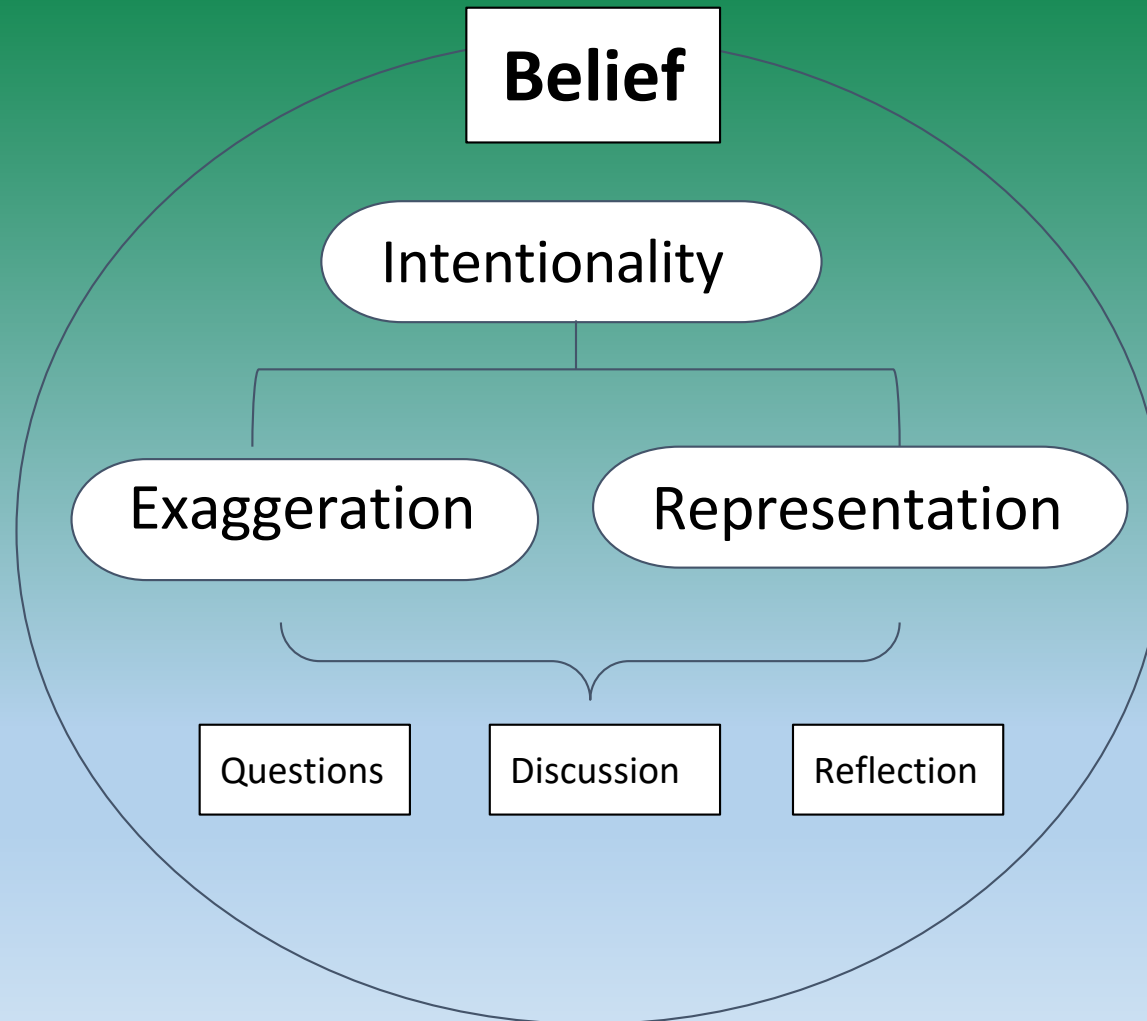 Belief
Intentionality
Exaggeration
Representation
Questions
Discussion
Reflection